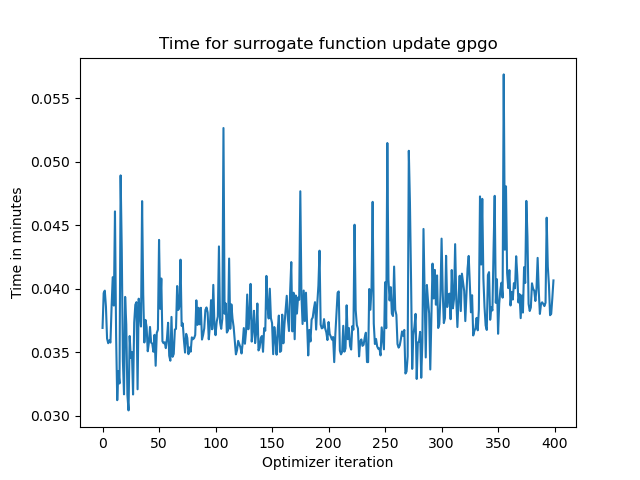 Time for surrogate function update gpgo
0.055
0.050
0.045
0.040
0.035
0.030
Time in minutes
0 50 100 150 200 250 300 350 400
Optimizer iteration